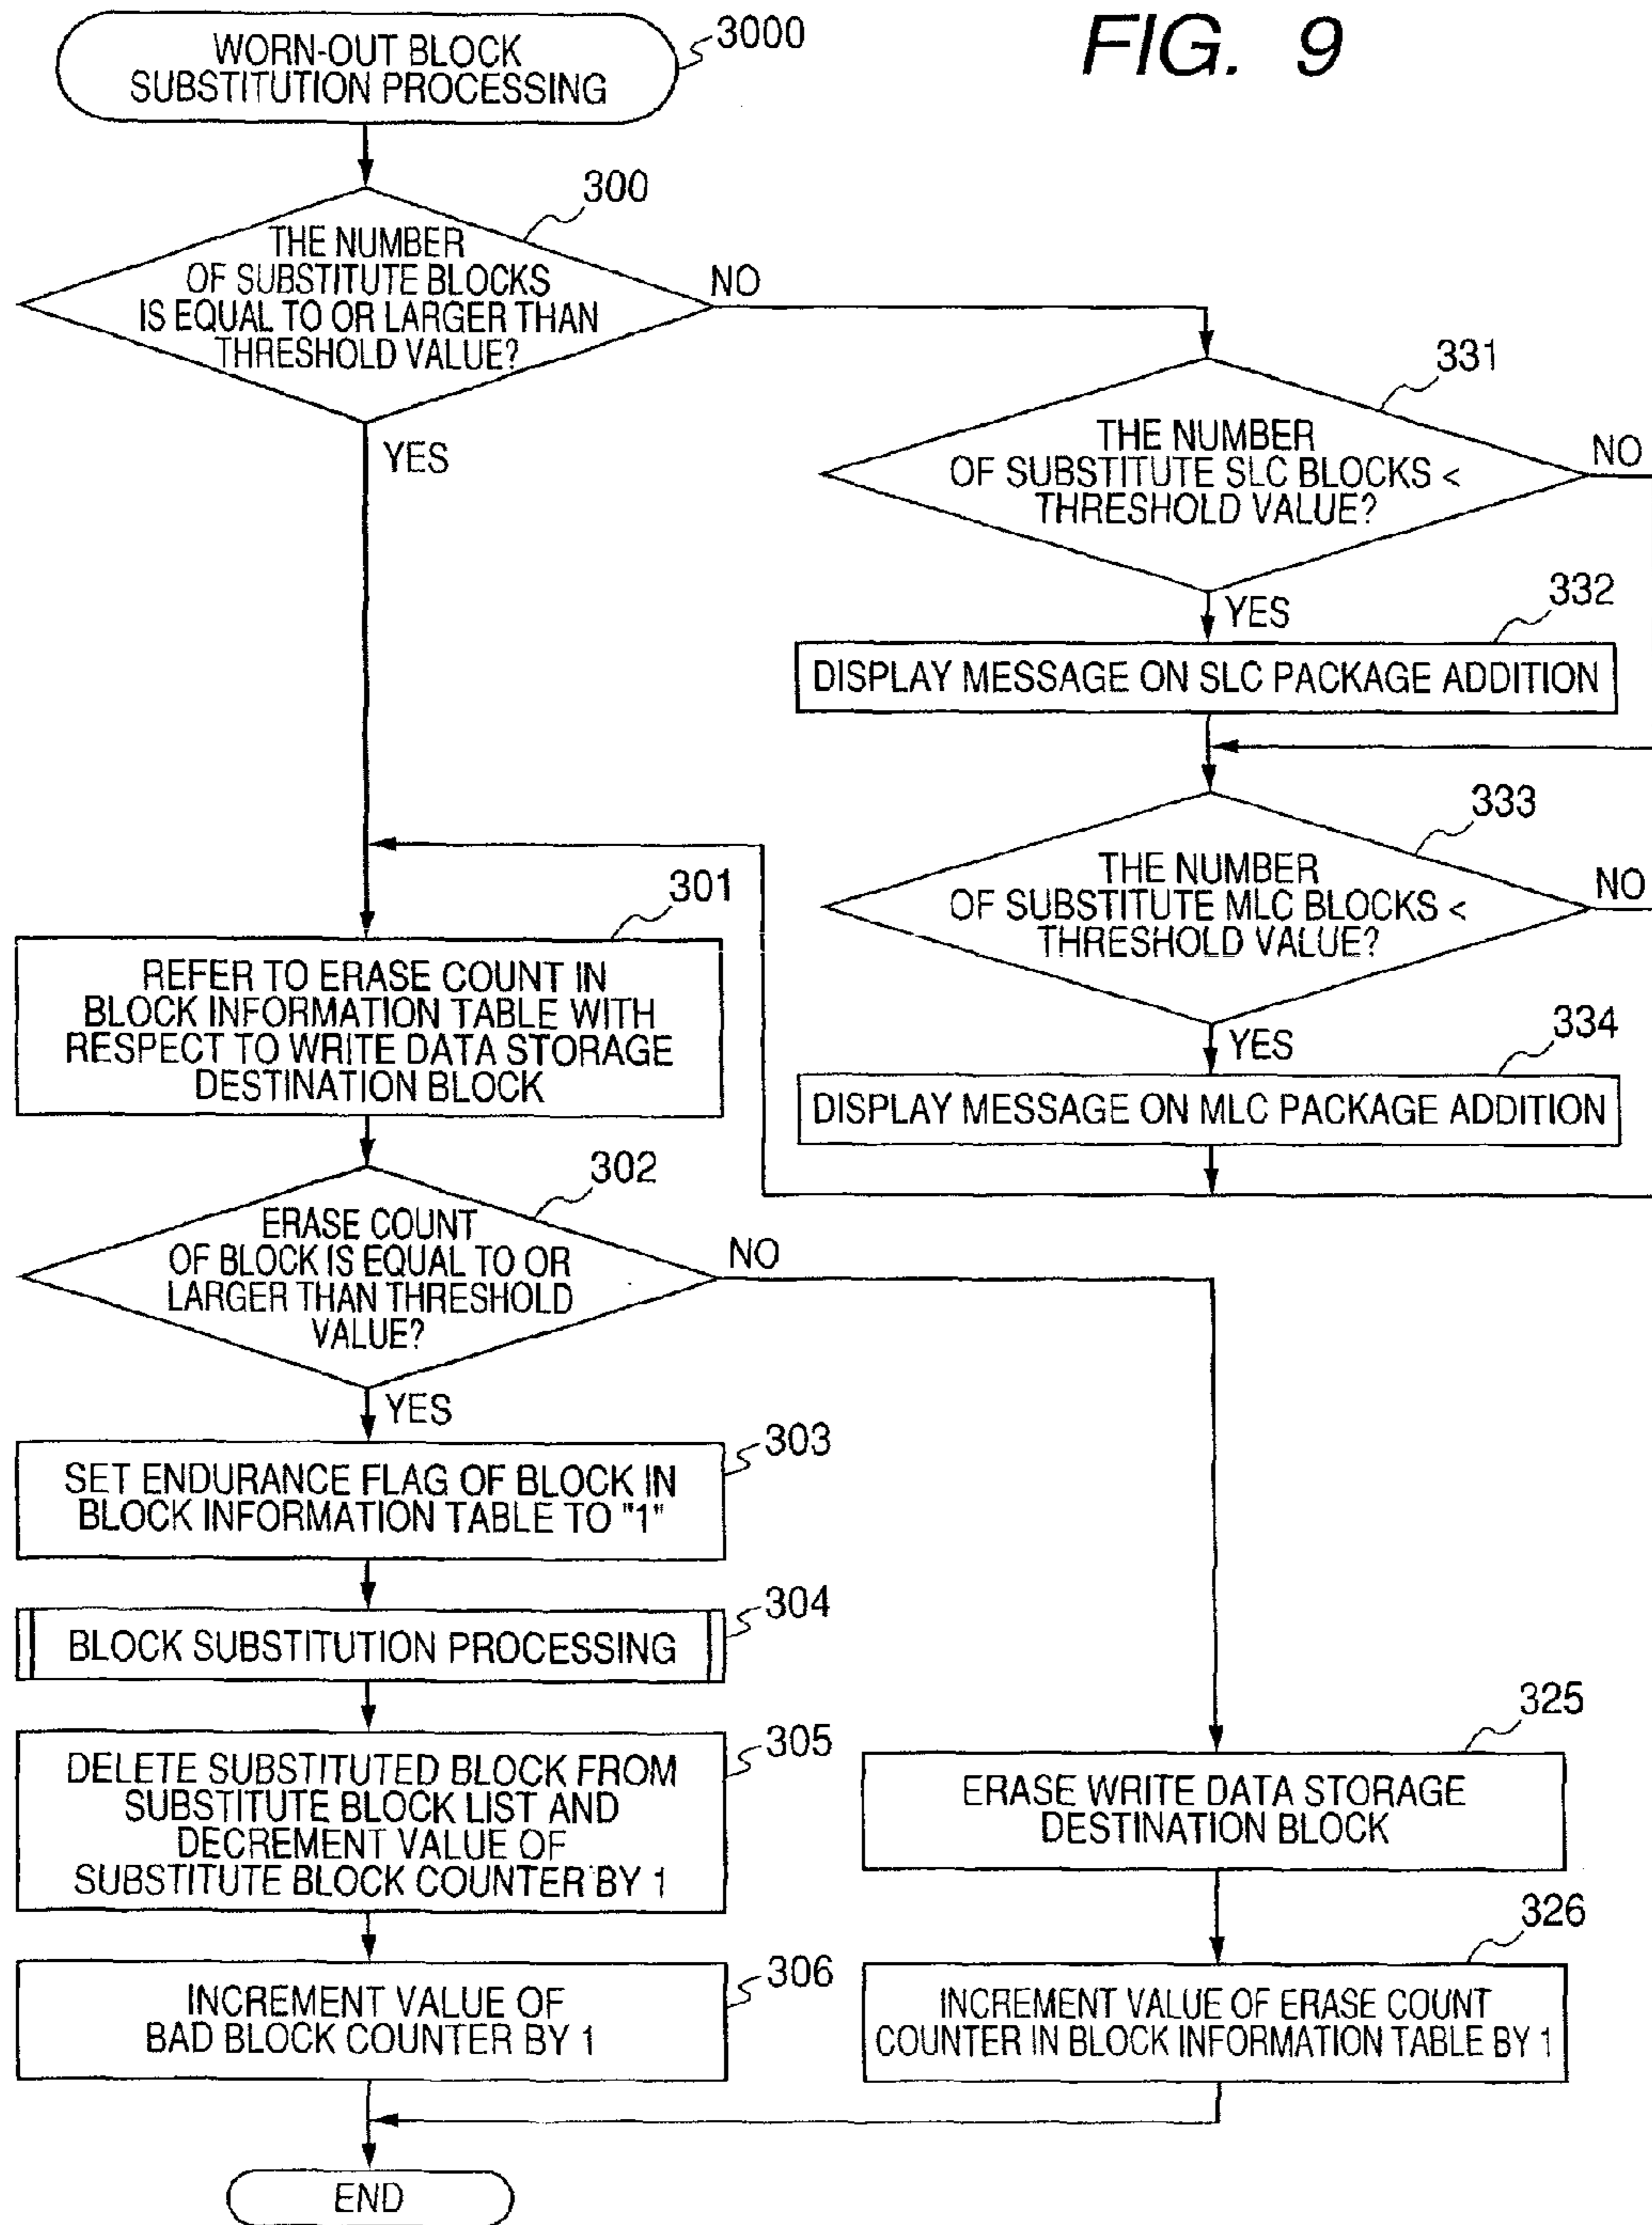 FIG. 9
WORN-OUT BLOCK
SUBSTITUTION PROCESSING
3000
300
THE NUMBER
OF SUBSTITUTE BLOCKS
IS EQUAL TO OR LARGER THAN
THRESHOLD VALUE?
NO
YES
331
THE NUMBER
OF SUBSTITUTE SLC BLOCKS <
THRESHOLD VALUE?
NO
YES
332
DISPLAY MESSAGE ON SLC PACKAGE ADDITION
333
THE NUMBER
OF SUBSTITUTE MLC BLOCKS <
THRESHOLD VALUE?
NO
YES
334
DISPLAY MESSAGE ON MLC PACKAGE ADDITION
301
REFER TO ERASE COUNT IN
BLOCK INFORMATION TABLE WITH
RESPECT TO WRITE DATA STORAGE
DESTINATION BLOCK
302
ERASE COUNT
OF BLOCK IS EQUAL TO OR
LARGER THAN THRESHOLD
VALUE?
NO
YES
303
SET ENDURANCE FLAG OF BLOCK IN
BLOCK INFORMATION TABLE TO "1"
304
BLOCK SUBSTITUTION PROCESSING
305
DELETE SUBSTITUTED BLOCK FROM
SUBSTITUTE BLOCK LIST AND
DECREMENT VALUE OF
SUBSTITUTE BLOCK COUNTER BY 1
306
INCREMENT VALUE OF
BAD BLOCK COUNTER BY 1
325
ERASE WRITE DATA STORAGE
DESTINATION BLOCK
326
INCREMENT VALUE OF ERASE COUNT
COUNTER IN BLOCK INFORMATION TABLE BY 1
END